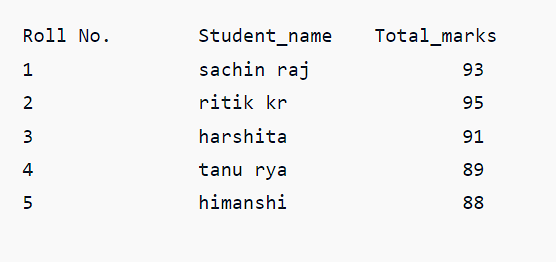 Roll No. Student_name Total_marks
1 sachin raj 93
2 ritik kr 95
3 harshita 91
4 tanu rya 89
5 himanshi 88